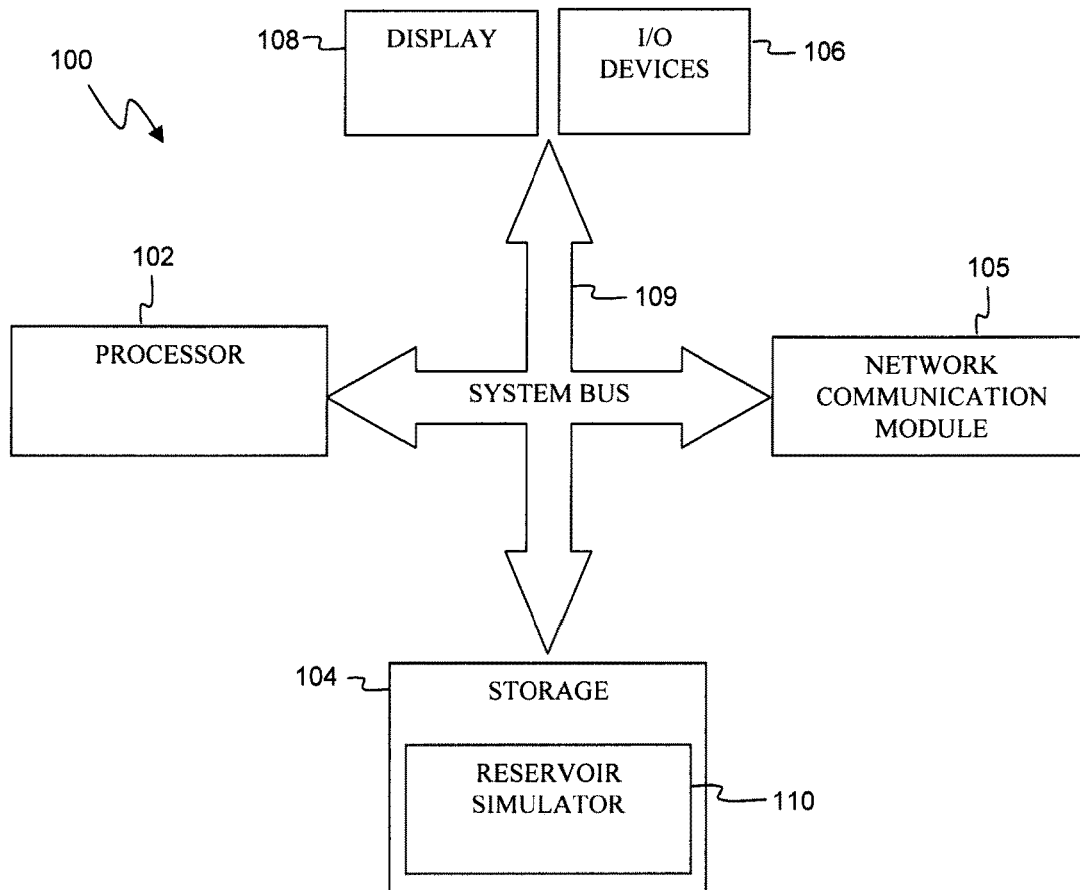 108
DISPLAY
I/O
DEVICES
106
100
102
109
105
PROCESSOR
SYSTEM BUS
NETWORK
COMMUNICATION
MODULE
104
STORAGE
RESERVOIR
SIMULATOR
110